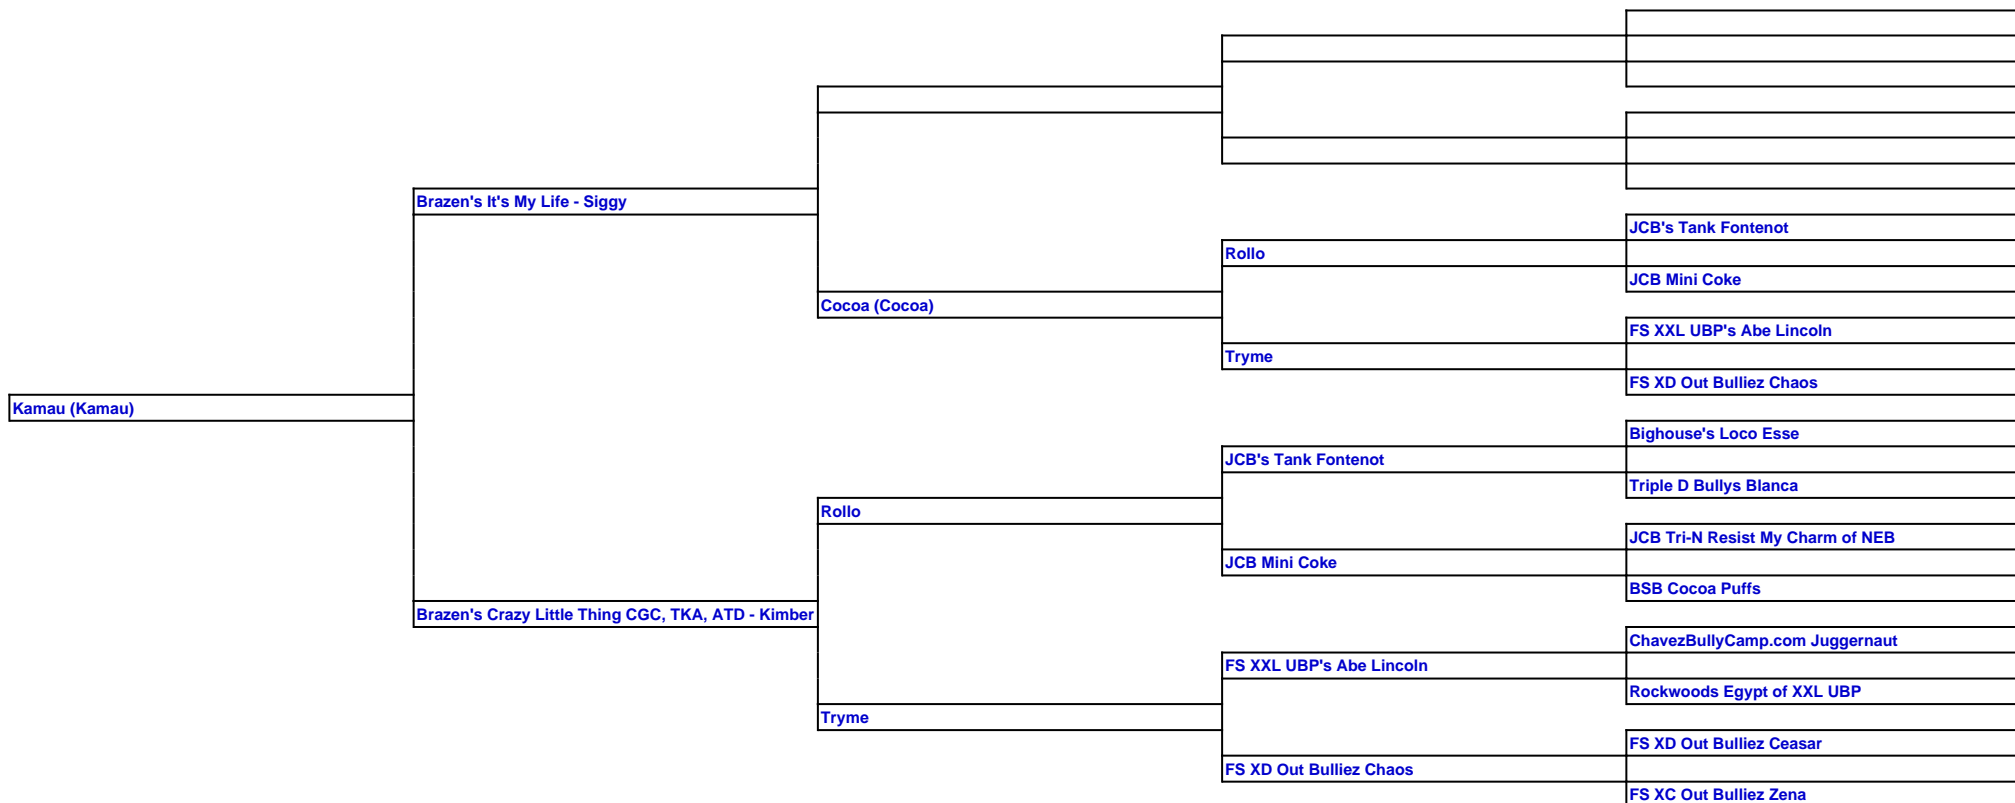 Brazen's It's My Life - Siggy
JCB's Tank Fontenot
Rollo
JCB Mini Coke
Cocoa (Cocoa)
FS XXL UBP's Abe Lincoln
Tryme
FS XD Out Bulliez Chaos
Kamau (Kamau)
Bighouse's Loco Esse
JCB's Tank Fontenot
Triple D Bullys Blanca
Rollo
JCB Tri-N Resist My Charm of NEB
JCB Mini Coke
BSB Cocoa Puffs
Brazen's Crazy Little Thing CGC, TKA, ATD - Kimber
ChavezBullyCamp.com Juggernaut
FS XXL UBP's Abe Lincoln
Rockwoods Egypt of XXL UBP
Tryme
FS XD Out Bulliez Ceasar
FS XD Out Bulliez Chaos
FS XC Out Bulliez Zena